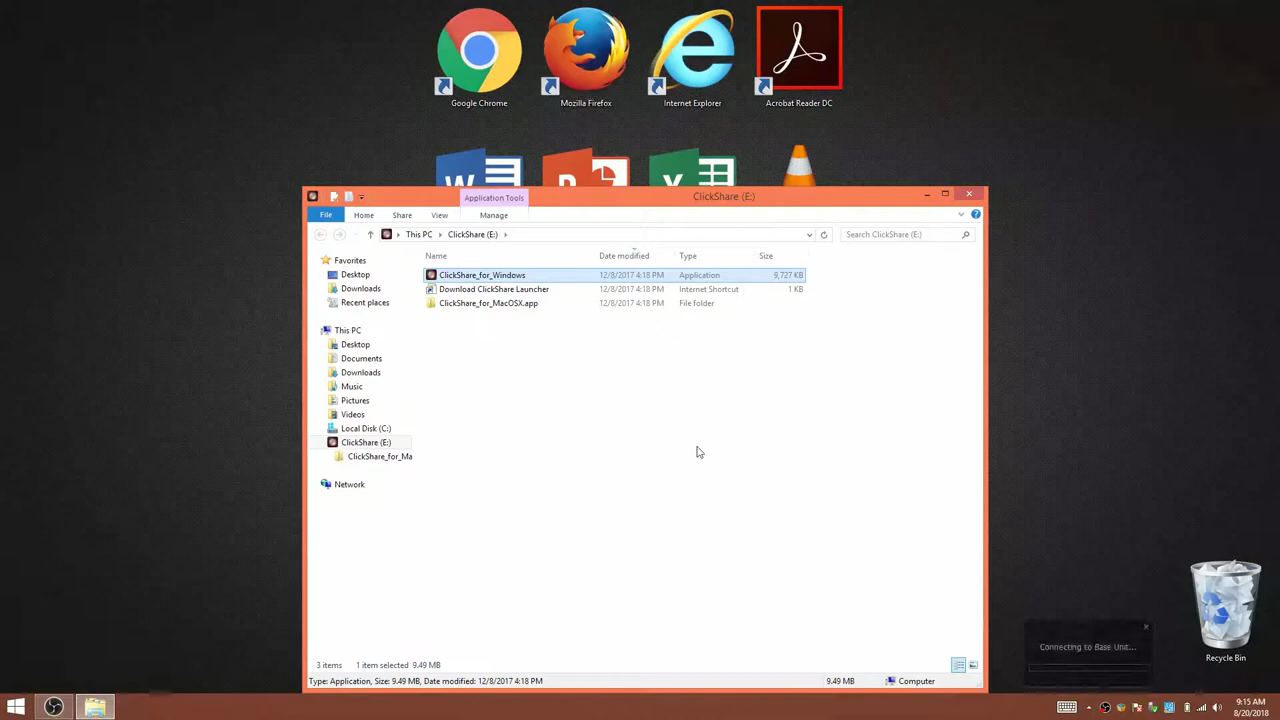 Google Chrome
Mozilla Firefox
Internet Explorer
Acrobat Reader DC
Application Tools
ClickShare (E:)
File
Home
Share
View
Manage
This PC
ClickShare (E:)
Search ClickShare (E:)
Name
Date modified
Type
Size
Favorites
Desktop
Downloads
Recent places
This PC
Desktop
Documents
Downloads
Music
Pictures
Videos
Local Disk (C:)
ClickShare (E:)
ClickShare_for_Ma
Network
ClickShare_for_Windows 12/8/2017 4:18 PM Application 9,727 KB
Download ClickShare Launcher 12/8/2017 4:18 PM Internet Shortcut 1 KB
ClickShare_for_MacOSX.app 12/8/2017 4:18 PM File folder
3 items 1 item selected 9.49 MB
Type: Application, Size: 9.49 MB, Date modified: 12/8/2017 4:18 PM
9.49 MB
Computer
Connecting to Base Unit...
Recycle Bin
9:15 AM
8/20/2018